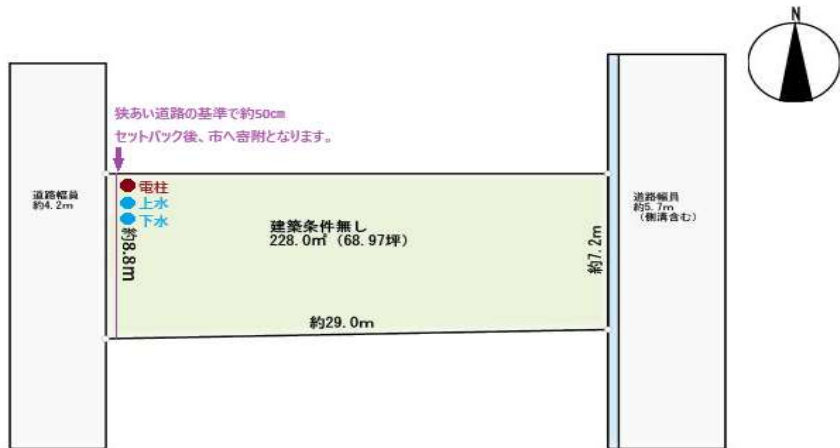 N
狭あい道路の基準で約50cm
セットバック後、市へ寄附となります。
道路幅員
約4.2m
電柱
上水
下水
約8.8m
建築条件無し
228.0㎡（68.97坪）
約7.2m
道路幅員
約5.7m
（側溝含む）
約29.0m